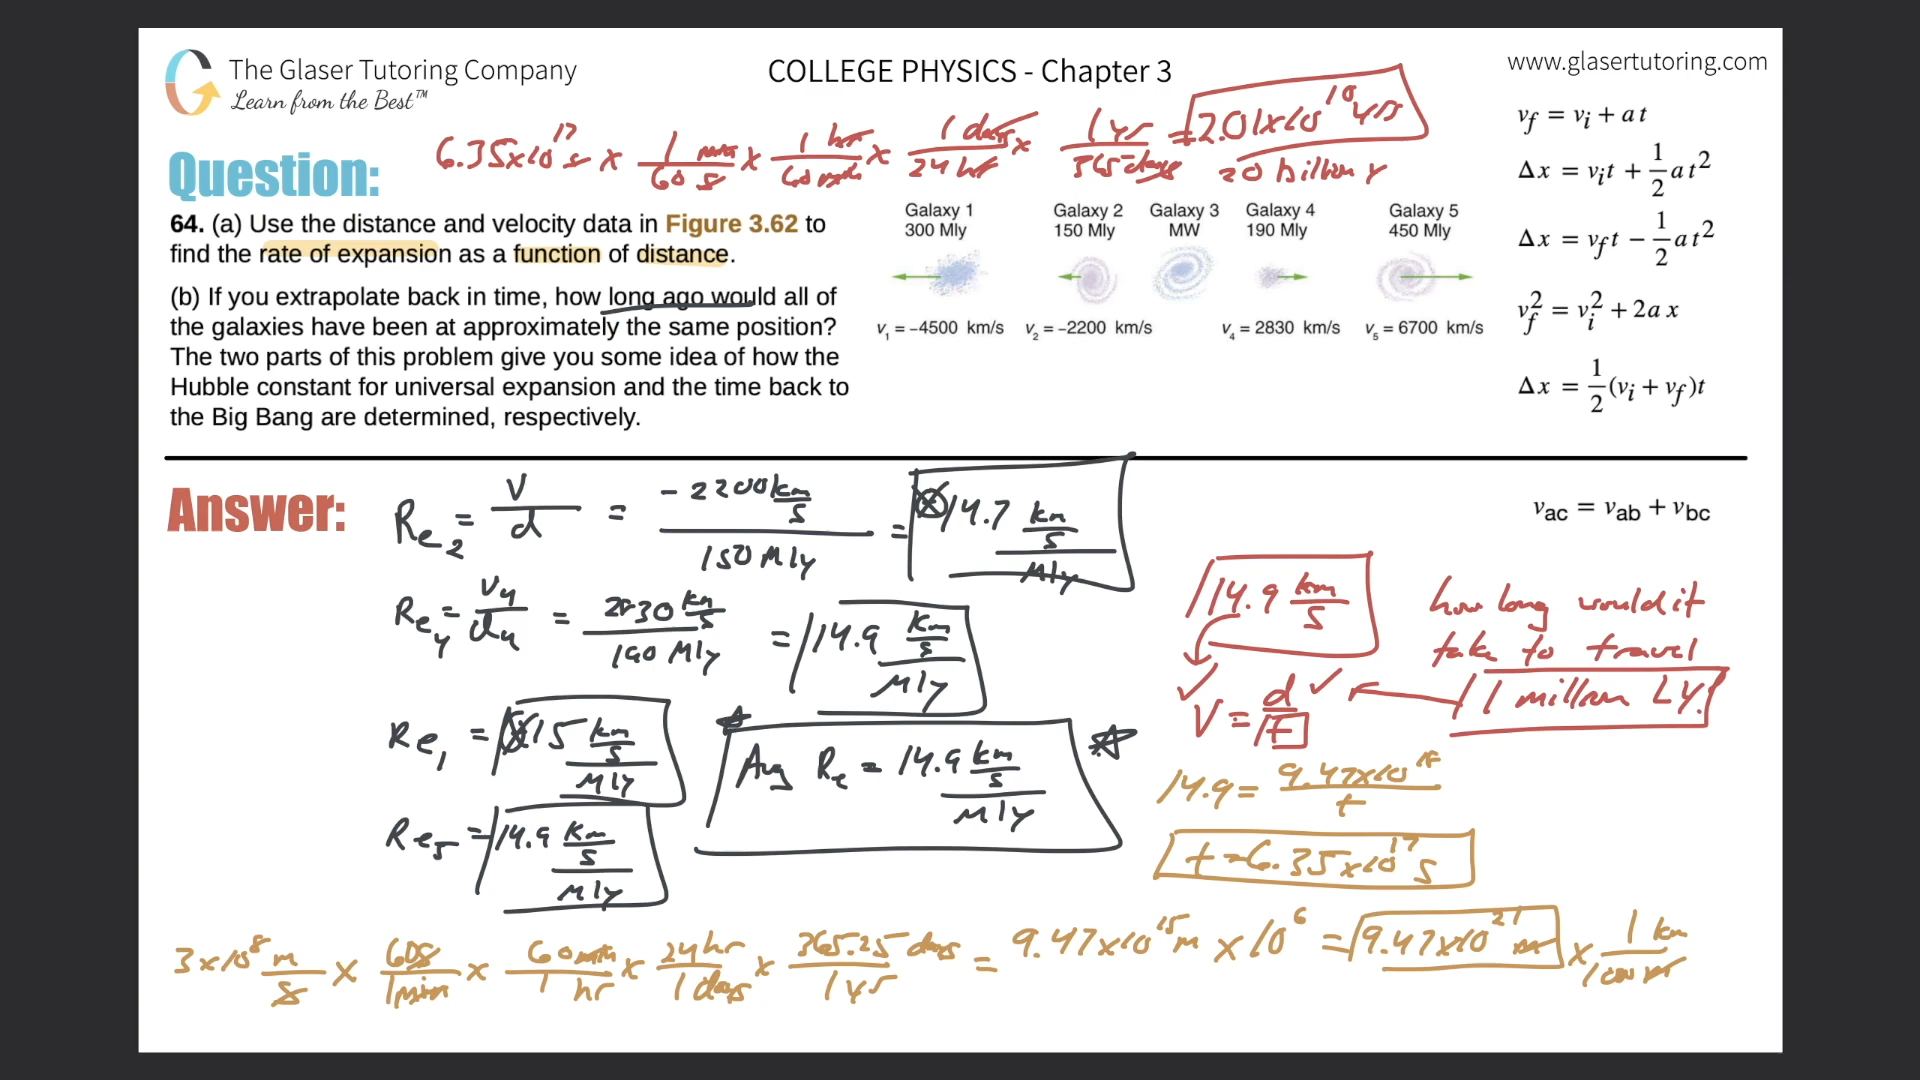 The Glaser Tutoring Company
Learn from the Best™
COLLEGE PHYSICS - Chapter 3
www.glasertutoring.com
6.35x10^17 s x 1 min/60 s x 1 hr/60 min x 1 days/24 hr x 1 yr/365 days = 2.01x10^10 yrs
20 billion y
Question:
64. (a) Use the distance and velocity data in Figure 3.62 to
find the rate of expansion as a function of distance.
(b) If you extrapolate back in time, how long ago would all of
the galaxies have been at approximately the same position?
The two parts of this problem give you some idea of how the
Hubble constant for universal expansion and the time back to
the Big Bang are determined, respectively.
Galaxy 1
300 Mly
v₁ = −4500 km/s
Galaxy 2
150 Mly
v₂ = −2200 km/s
Galaxy 3
MW
Galaxy 4
190 Mly
v₄ = 2830 km/s
Galaxy 5
450 Mly
v₅ = 6700 km/s
vf = vi + at
Δx = vit + 1/2 at²
Δx = vft − 1/2 at²
vf² = vi² + 2ax
Δx = 1/2 (vi + vf)t
vac = vab + vbc
Answer:
Re₂ = v/d = -2200 km/s / 150 Mly = 14.7 km/s / Mly
Re₄ = v₄/d₄ = 2830 km/s / 190 Mly = 14.9 km/s / Mly
Re₁ = 15 km/s / Mly
Re₅ = 14.9 km/s / Mly
Avg Re = 14.9 km/s / Mly
14.9 km/s
how long would it
take to travel
1 million LY?
V = d/t
14.9 = 9.47x10^18 / t
t = 6.35x10^17 s
3x10^8 m/s x 60s/1min x 60min/1 hr x 24hr/1 days x 365.25 days/1 yr = 9.47x10^15 m x 10^6 = 9.47x10^21 m x 1 km/1000 m